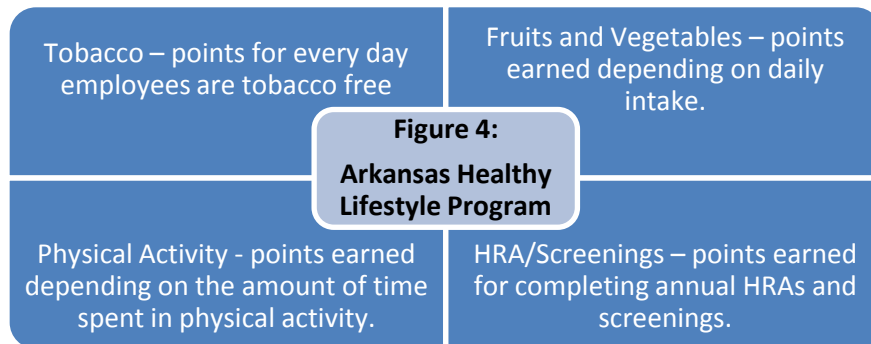 Tobacco – points for every day
employees are tobacco free
Fruits and Vegetables – points
earned depending on daily
intake.
Figure 4:
Arkansas Healthy
Lifestyle Program
Physical Activity - points earned
depending on the amount of time
spent in physical activity.
HRA/Screenings – points earned
for completing annual HRAs and
screenings.